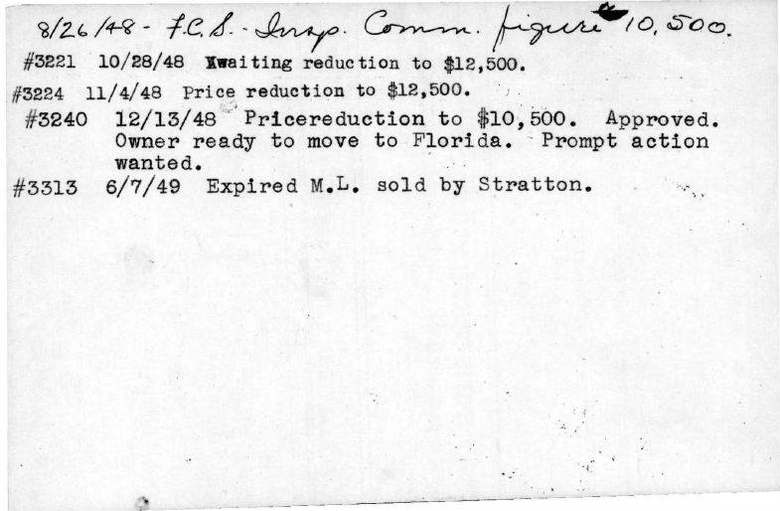 8/26/48 - F.C.S. - Insp. Comm. figure 10,500.
#3221 10/28/48 Awaiting reduction to $12,500.
#3224 11/4/48 Price reduction to $12,500.
#3240 12/13/48 Pricereduction to $10,500. Approved.
Owner ready to move to Florida. Prompt action
wanted.
#3313 6/7/49 Expired M.L. sold by Stratton.